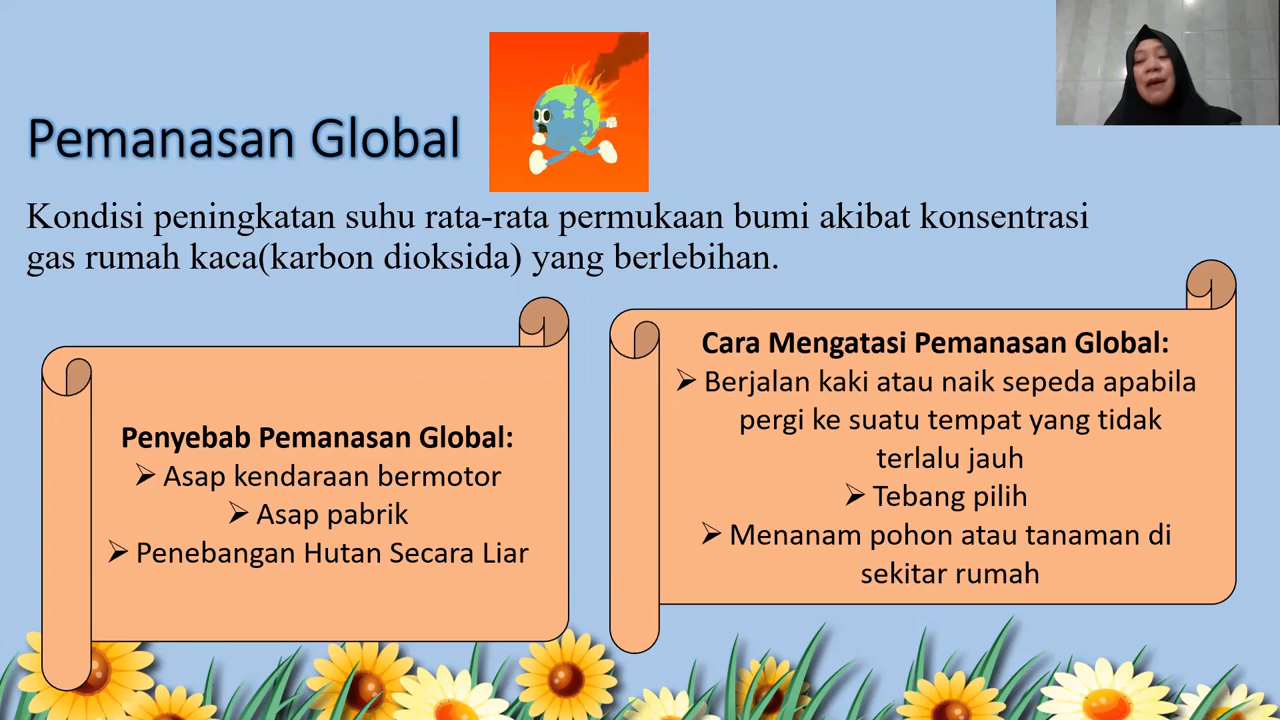 Pemanasan Global
Kondisi peningkatan suhu rata-rata permukaan bumi akibat konsentrasi
gas rumah kaca(karbon dioksida) yang berlebihan.
Penyebab Pemanasan Global:
➢ Asap kendaraan bermotor
➢ Asap pabrik
➢ Penebangan Hutan Secara Liar
Cara Mengatasi Pemanasan Global:
➢ Berjalan kaki atau naik sepeda apabila
pergi ke suatu tempat yang tidak
terlalu jauh
➢ Tebang pilih
➢ Menanam pohon atau tanaman di
sekitar rumah